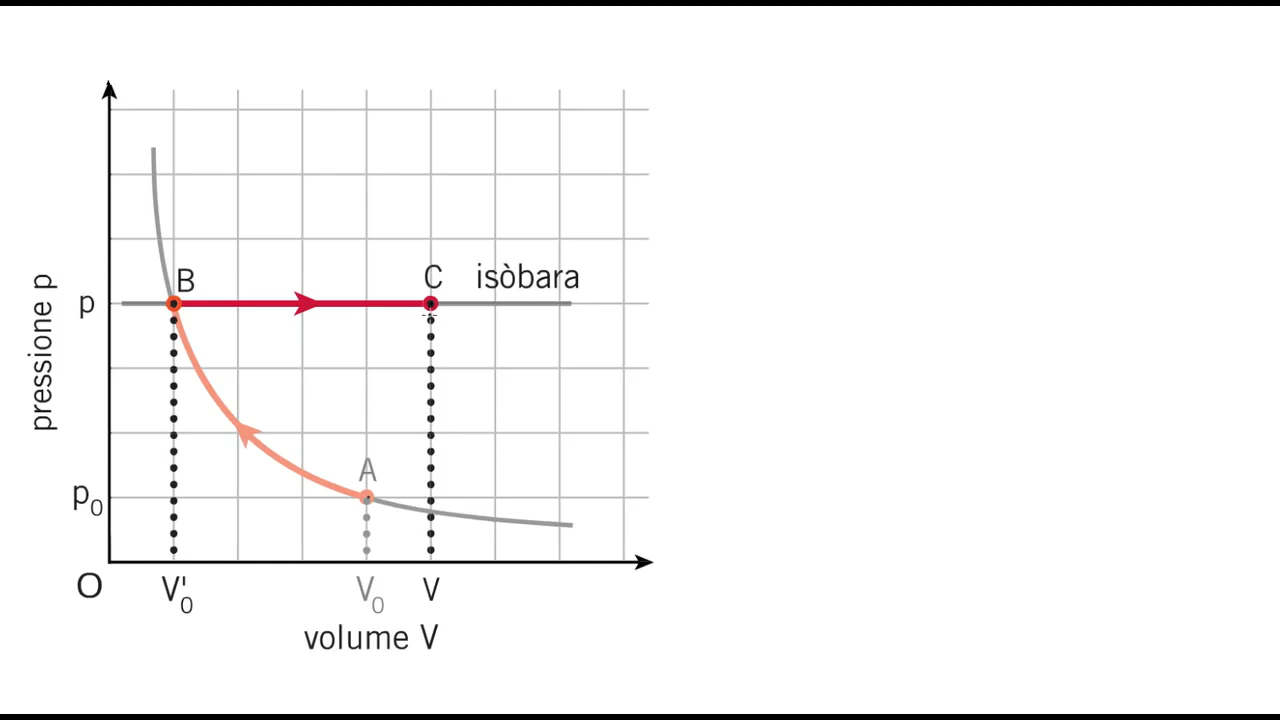 B
C isòbara
p
pressione p
A
p₀
O
V'₀
V₀
V
volume V